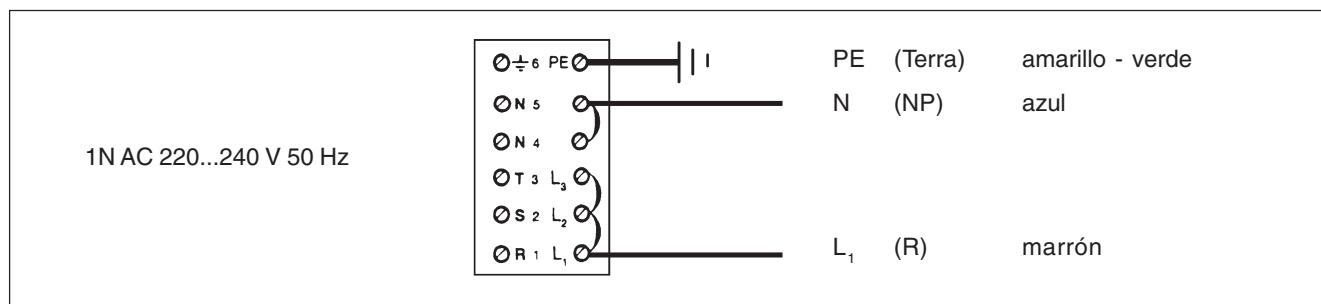 ⏚ 6 PE
PE (Terra) amarillo - verde
N 5
N (NP) azul
N 4
1N AC 220...240 V 50 Hz
T 3 L₃
S 2 L₂
R 1 L₁
L₁ (R) marrón